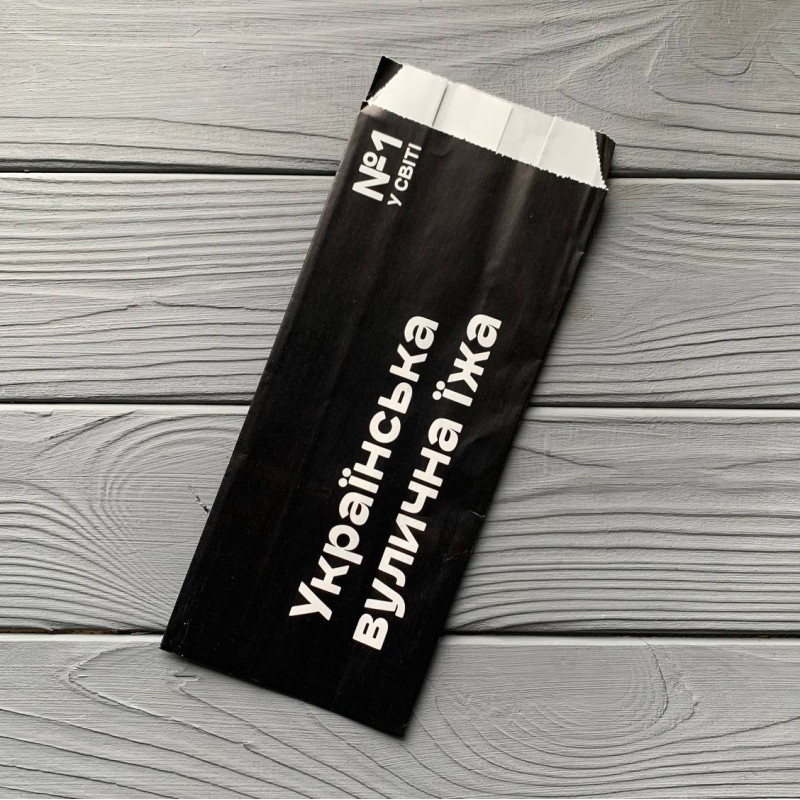 №1
У СВІТІ
Українська
вулична їжа